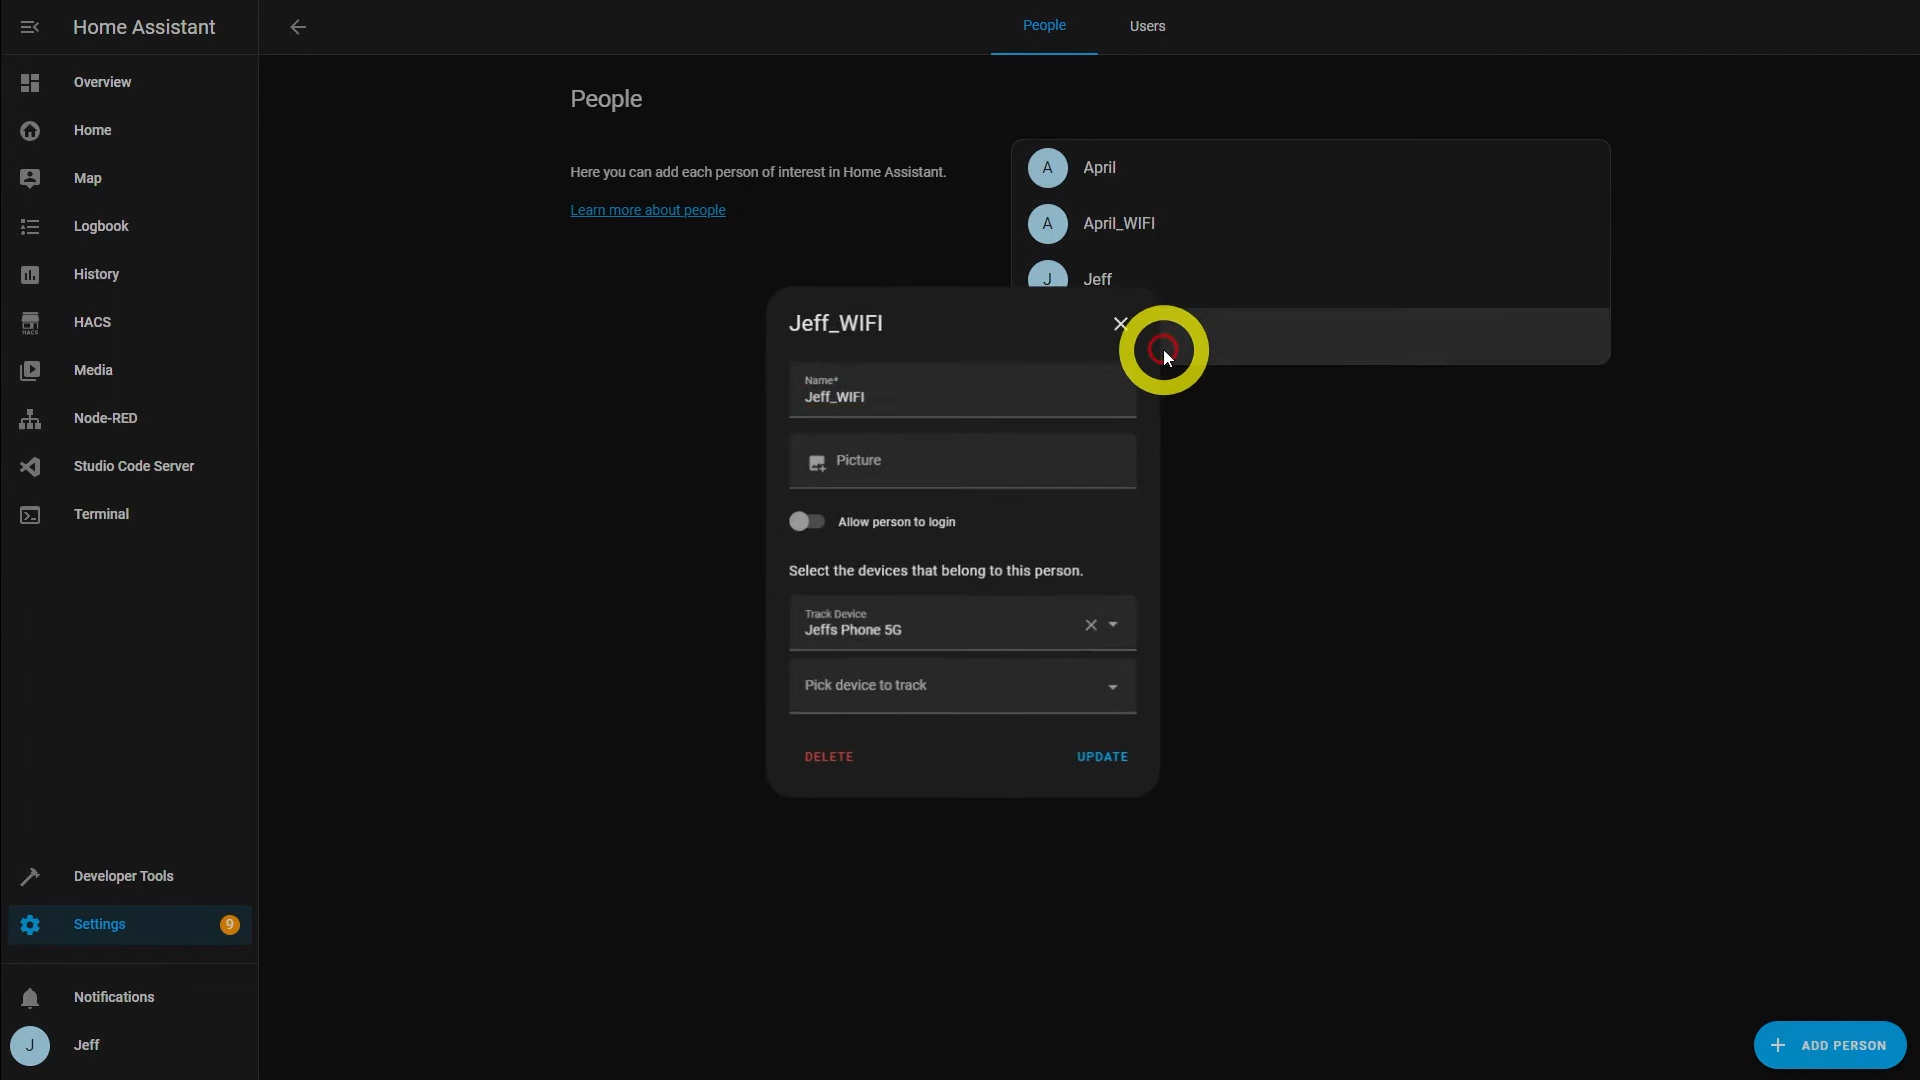 Home Assistant
People
Users
Overview
Home
Map
Logbook
History
HACS
HACS
Media
Node-RED
Studio Code Server
Terminal
Developer Tools
Settings
9
Notifications
J
Jeff
People
Here you can add each person of interest in Home Assistant.
Learn more about people
A
April
A
April_WIFI
J
Jeff
Jeff_WIFI
Name*
Jeff_WIFI
Picture
Allow person to login
Select the devices that belong to this person.
Track Device
Jeffs Phone 5G
Pick device to track
DELETE
UPDATE
ADD PERSON